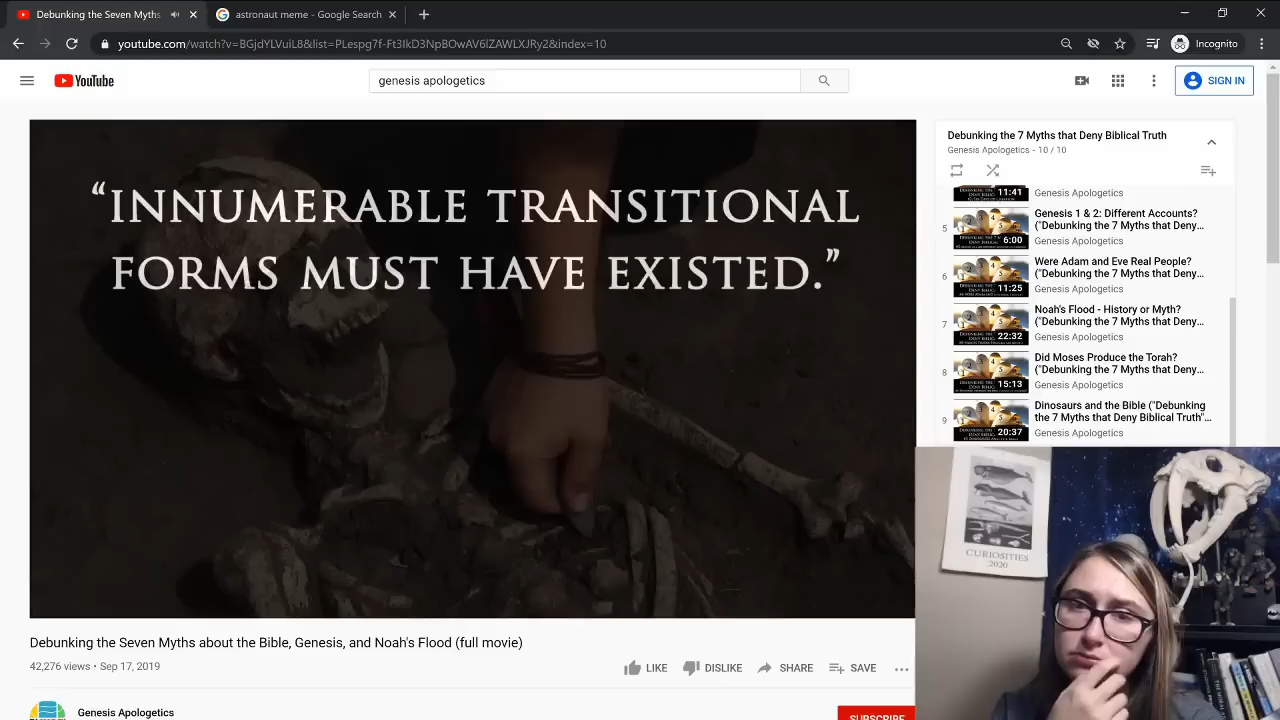 Debunking the Seven Myths
astronaut meme - Google Search
youtube.com/watch?v=BGjdYLVuiL8&list=PLespg7f-Ft3IkD3NpBOwAV6lZAWLXJRy2&index=10
Incognito
YouTube
genesis apologetics
SIGN IN
“INNUMERABLE TRANSITIONAL
FORMS MUST HAVE EXISTED.”
Debunking the 7 Myths that Deny Biblical Truth
Genesis Apologetics - 10 / 10
11:41
Genesis Apologetics
5
6:00
Genesis 1 & 2: Different Accounts?
("Debunking the 7 Myths that Deny...
Genesis Apologetics
6
11:25
Were Adam and Eve Real People?
("Debunking the 7 Myths that Deny...
Genesis Apologetics
7
22:32
Noah's Flood - History or Myth?
("Debunking the 7 Myths that Deny...
Genesis Apologetics
8
15:13
Did Moses Produce the Torah?
("Debunking the 7 Myths that Deny...
Genesis Apologetics
9
20:37
Dinosaurs and the Bible ("Debunking
the 7 Myths that Deny Biblical Truth"...
Genesis Apologetics
CURIOSITIES
2020
Debunking the Seven Myths about the Bible, Genesis, and Noah's Flood (full movie)
42,276 views • Sep 17, 2019
LIKE
DISLIKE
SHARE
SAVE
Genesis Apologetics
SUBSCRIBE